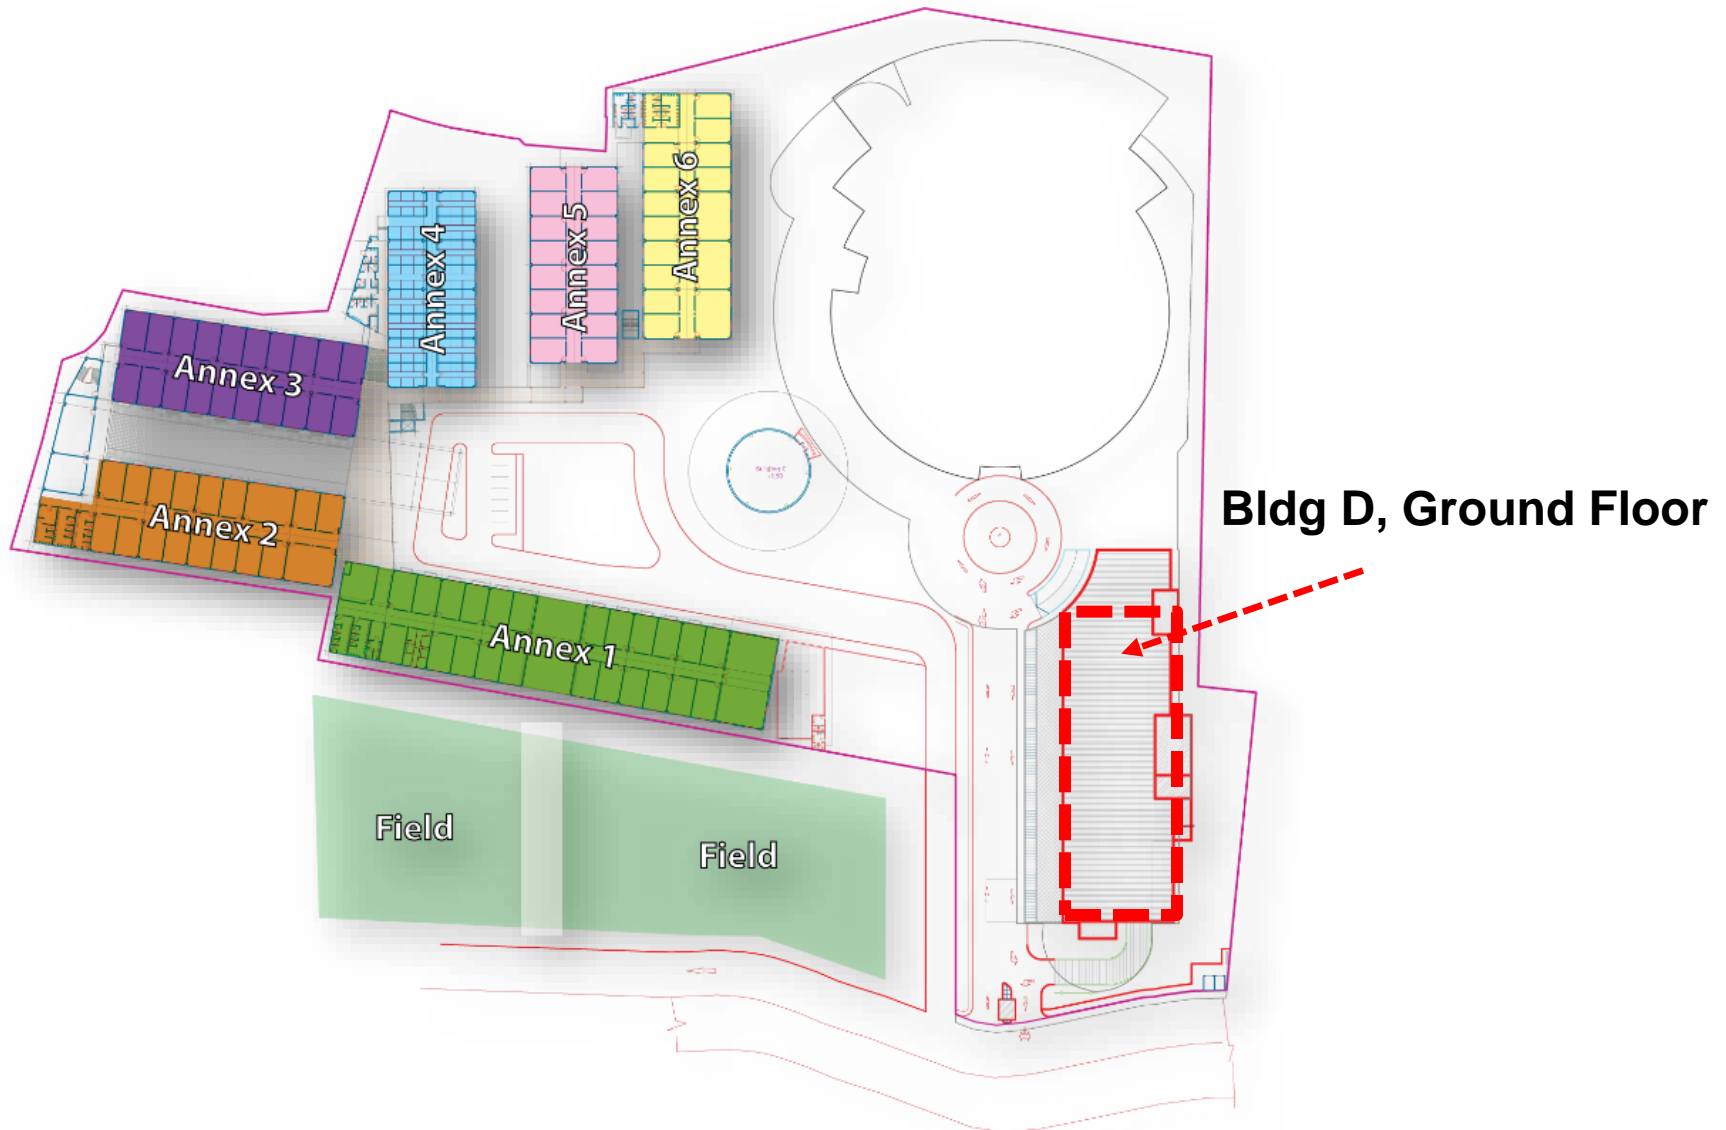 Annex 6
Annex 5
Annex 4
Annex 3
Bldg D, Ground Floor
Annex 2
Annex 1
Field
Field